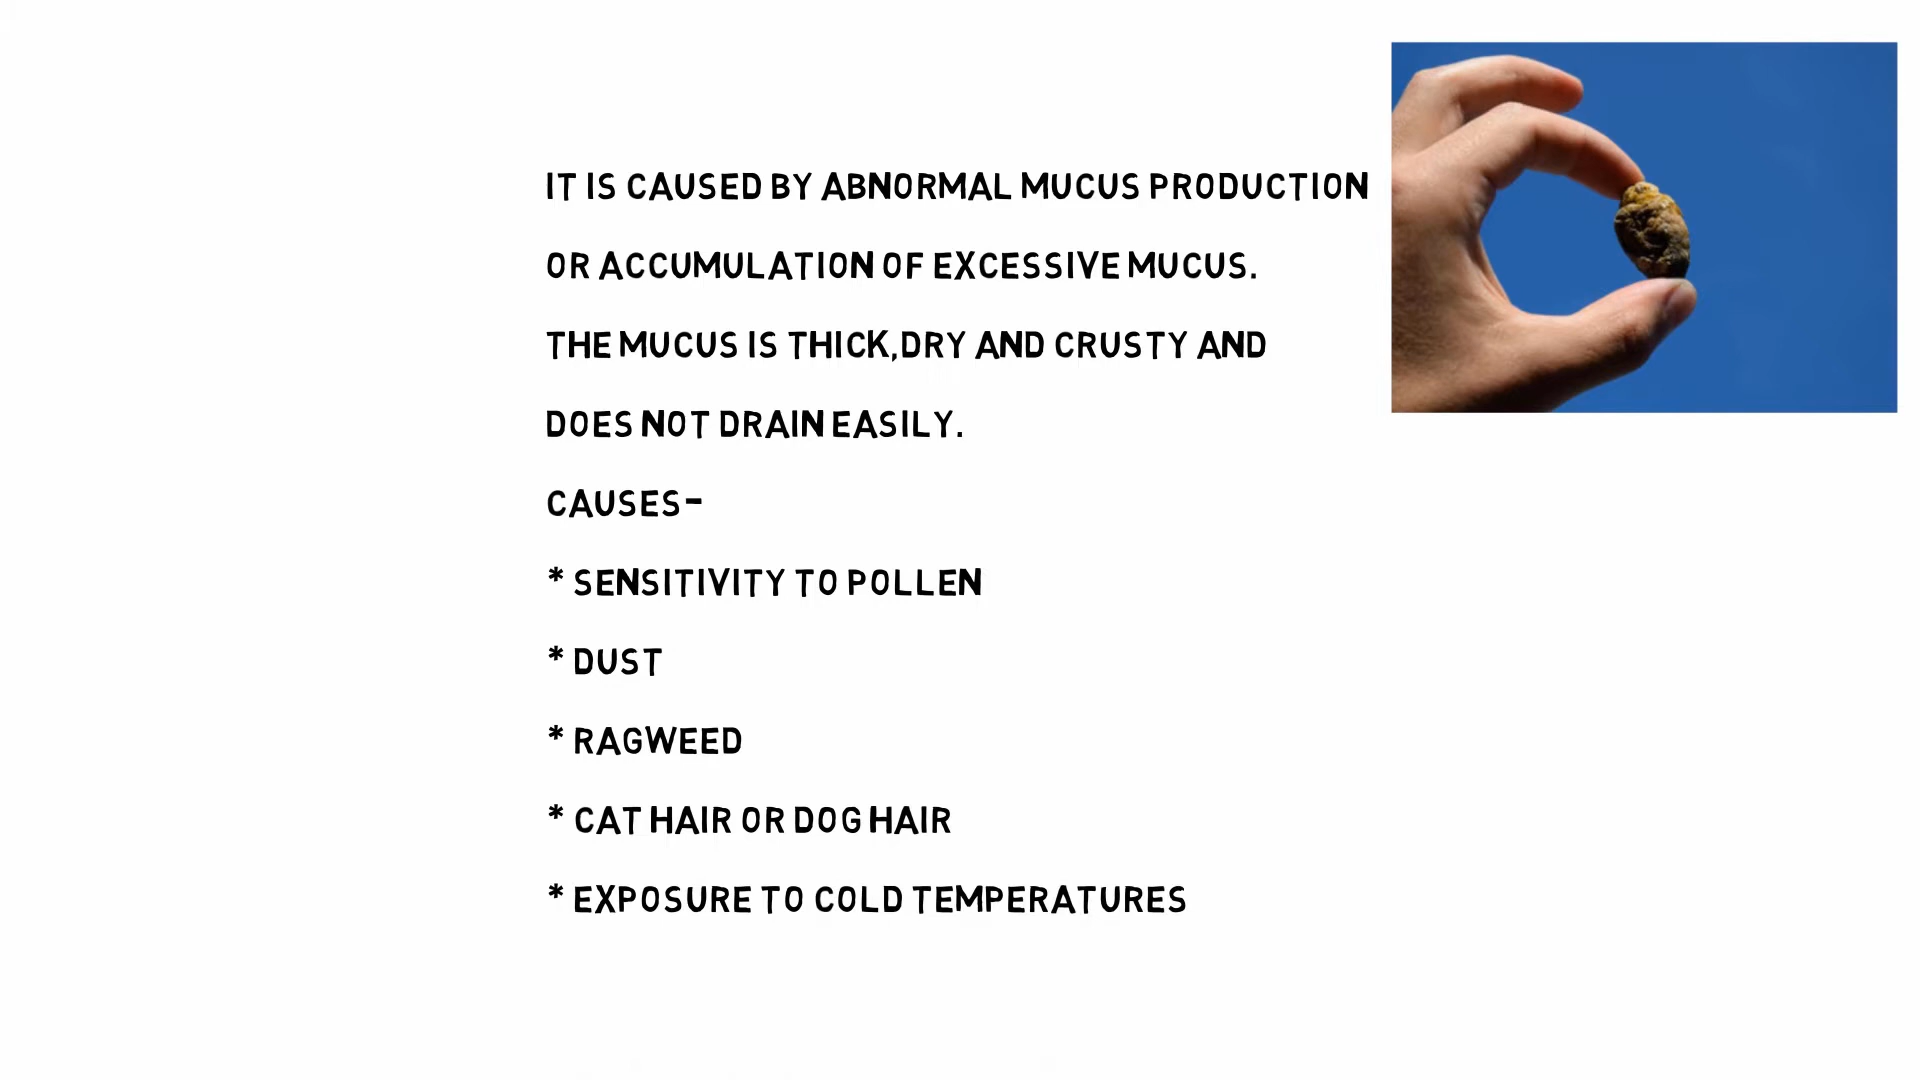 IT IS CAUSED BY ABNORMAL MUCUS PRODUCTION
OR ACCUMULATION OF EXCESSIVE MUCUS.
THE MUCUS IS THICK,DRY AND CRUSTY AND
DOES NOT DRAIN EASILY.
CAUSES-
* SENSITIVITY TO POLLEN
* DUST
* RAGWEED
* CAT HAIR OR DOG HAIR
* EXPOSURE TO COLD TEMPERATURES